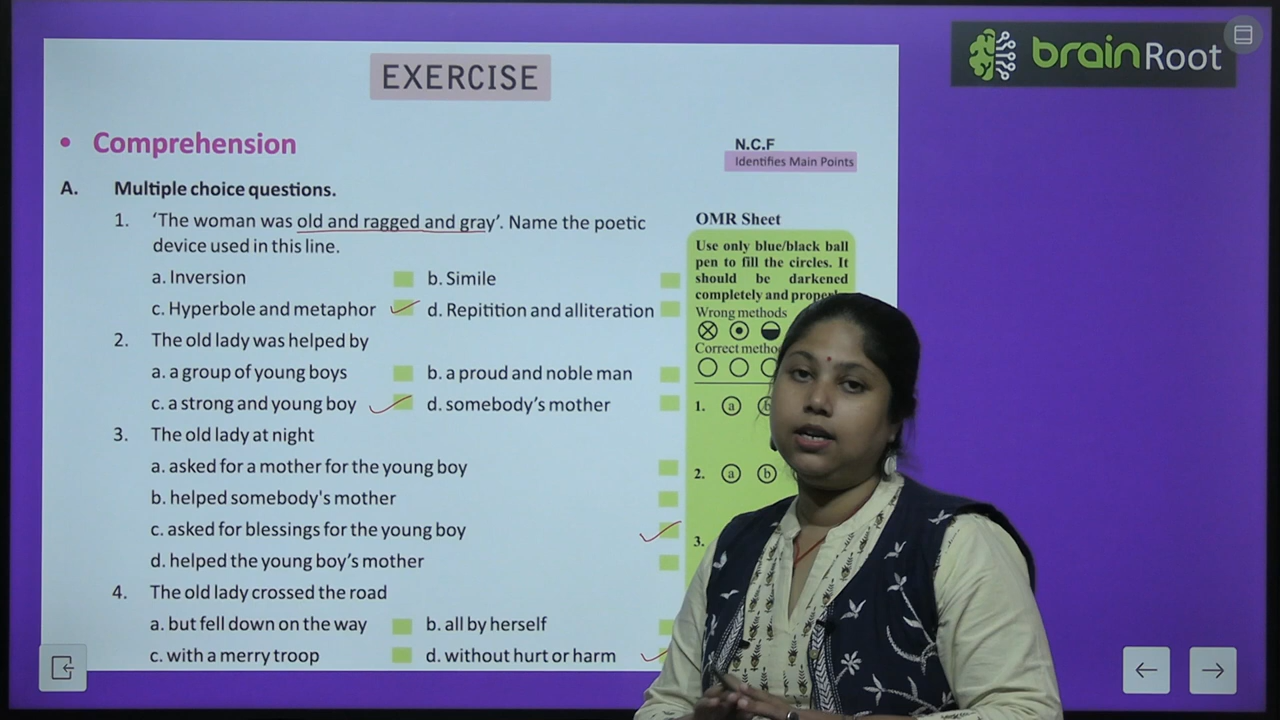 brainRoot
EXERCISE
• Comprehension
N.C.F
Identifies Main Points
A. Multiple choice questions.
1. ‘The woman was old and ragged and gray’. Name the poetic
device used in this line.
a. Inversion b. Simile
c. Hyperbole and metaphor d. Repitition and alliteration
2. The old lady was helped by
a. a group of young boys b. a proud and noble man
c. a strong and young boy d. somebody’s mother
3. The old lady at night
a. asked for a mother for the young boy
b. helped somebody's mother
c. asked for blessings for the young boy
d. helped the young boy’s mother
4. The old lady crossed the road
a. but fell down on the way b. all by herself
c. with a merry troop d. without hurt or harm
OMR Sheet
Use only blue/black ball
pen to fill the circles. It
should be darkened
completely and
Wrong methods
Correct
1. a
2. a b
3.